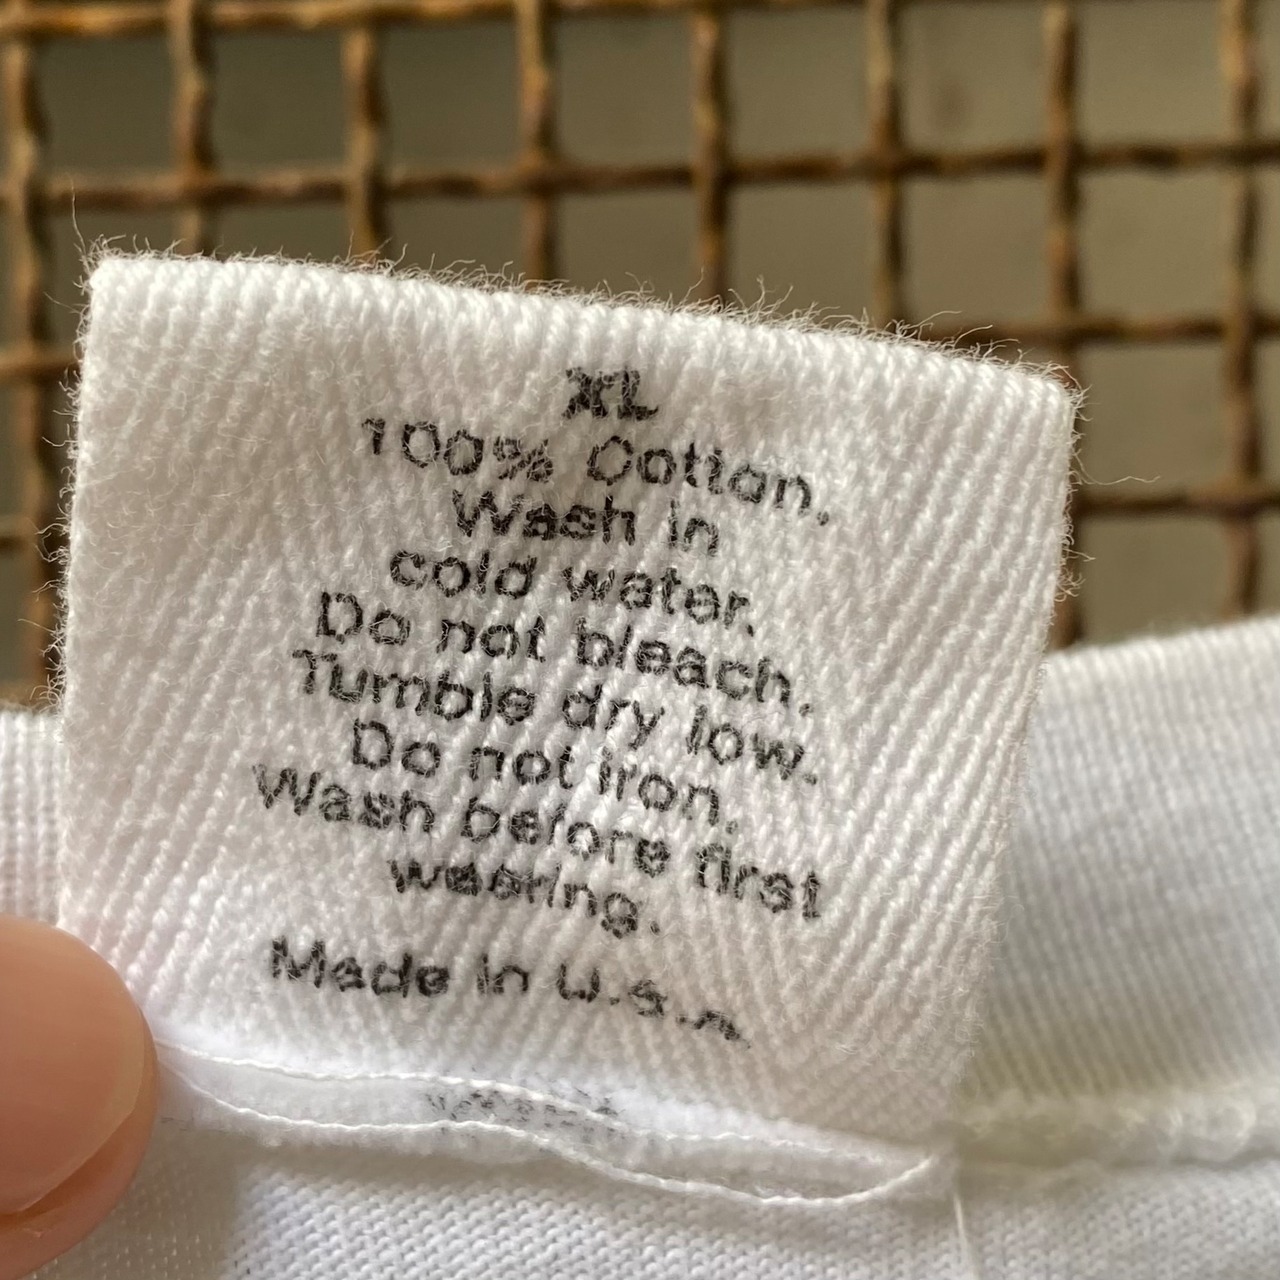 XL
100% Cotton.
Wash in
cold water.
Do not bleach.
Tumble dry low.
Do not iron.
Wash before first
wearing.
Made in U.S.A